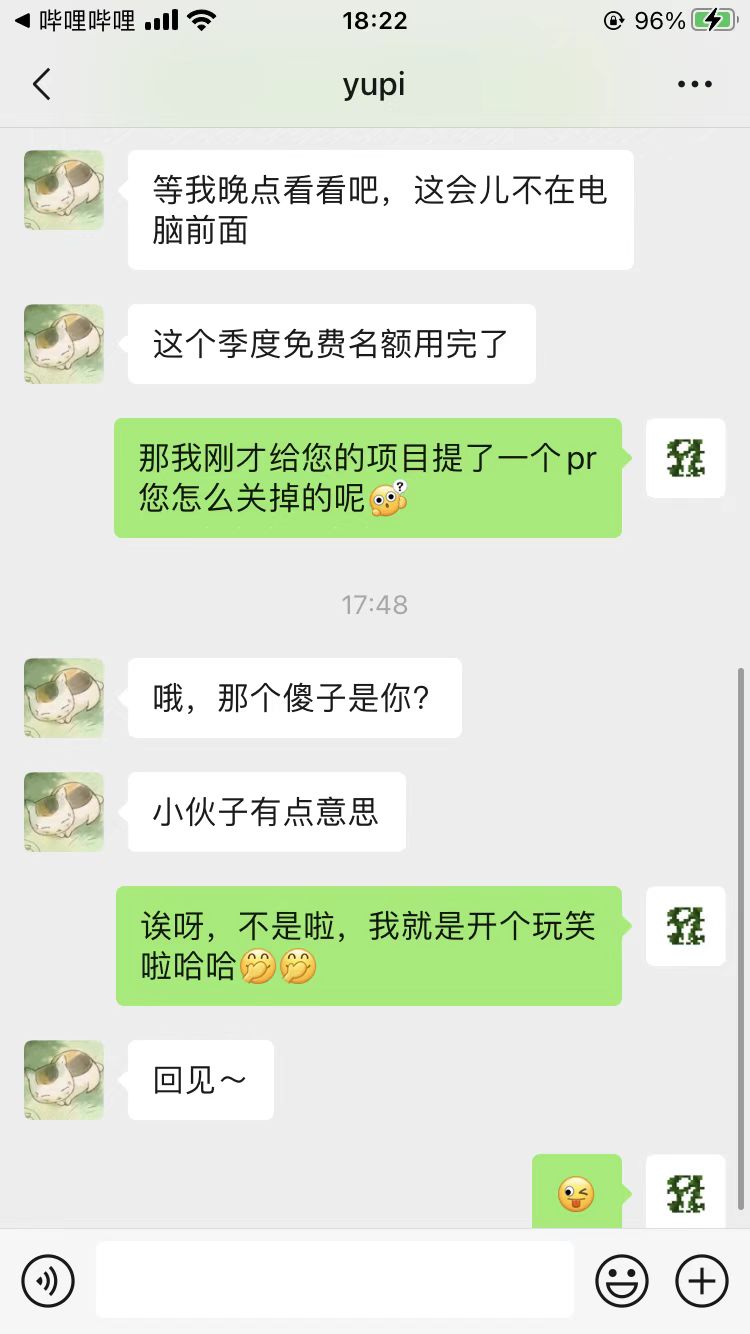 哔哩哔哩 18:22 96%
yupi
等我晚点看看吧，这会儿不在电
脑前面
这个季度免费名额用完了
那我刚才给您的项目提了一个pr
您怎么关掉的呢
17:48
哦，那个傻子是你？
小伙子有点意思
诶呀，不是啦，我就是开个玩笑
啦哈哈
回见～